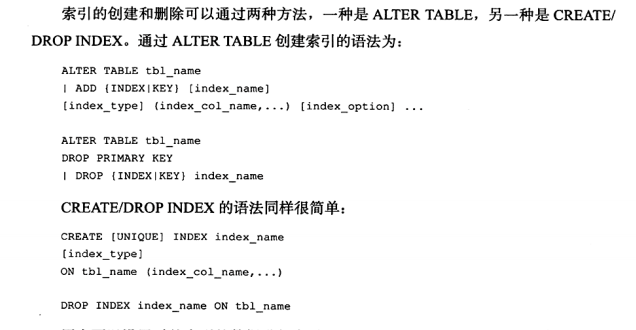 索引的创建和删除可以通过两种方法，一种是 ALTER TABLE，另一种是 CREATE/
DROP INDEX。通过 ALTER TABLE 创建索引的语法为：
ALTER TABLE tbl_name
| ADD {INDEX|KEY} [index_name]
[index_type] (index_col_name,...) [index_option] ...
ALTER TABLE tbl_name
DROP PRIMARY KEY
| DROP {INDEX|KEY} index_name
CREATE/DROP INDEX 的语法同样很简单：
CREATE [UNIQUE] INDEX index_name
[index_type]
ON tbl_name (index_col_name,...)
DROP INDEX index_name ON tbl_name